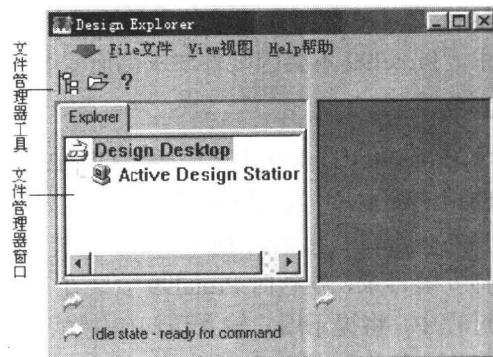 Design Explorer
File文件 View视图 Help帮助
?
文件管理器工具
Explorer
Design Desktop
Active Design Station
文件管理器窗口
Idle state - ready for command